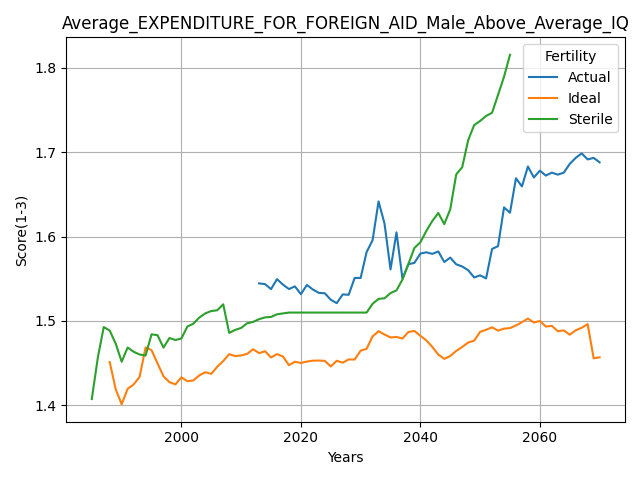 Average_EXPENDITURE_FOR_FOREIGN_AID_Male_Above_Average_IQ
Fertility
Actual
Ideal
Sterile
Score(1-3)
1.8
1.7
1.6
1.5
1.4
2000
2020
2040
2060
Years